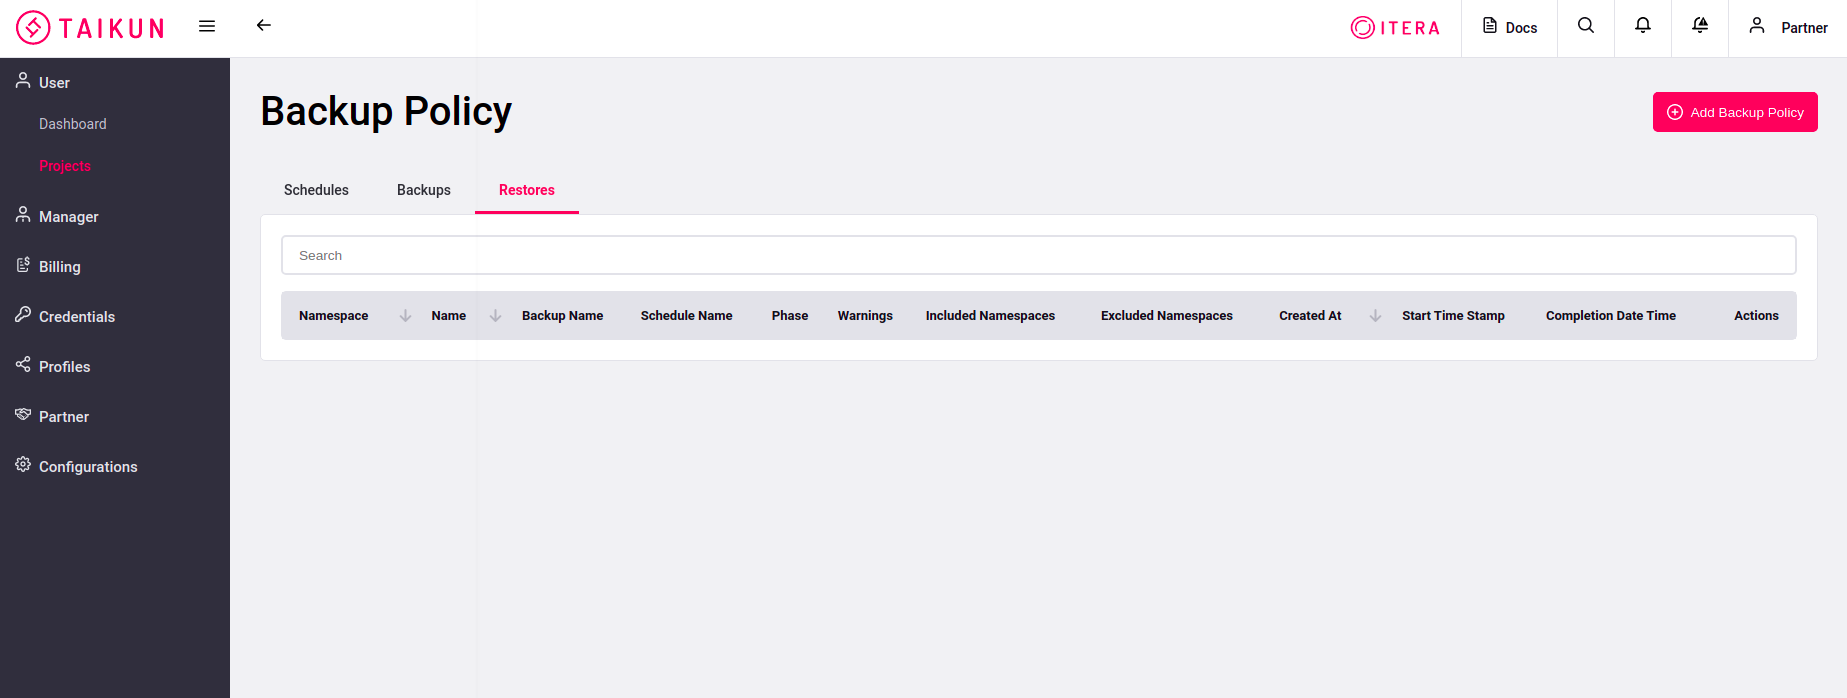 TAIKUN
ITERA
Docs
Partner
User
Dashboard
Projects
Manager
Billing
Credentials
Profiles
Partner
Configurations
Backup Policy
Add Backup Policy
Schedules Backups Restores
Search
Namespace Name Backup Name Schedule Name Phase Warnings Included Namespaces Excluded Namespaces Created At Start Time Stamp Completion Date Time Actions